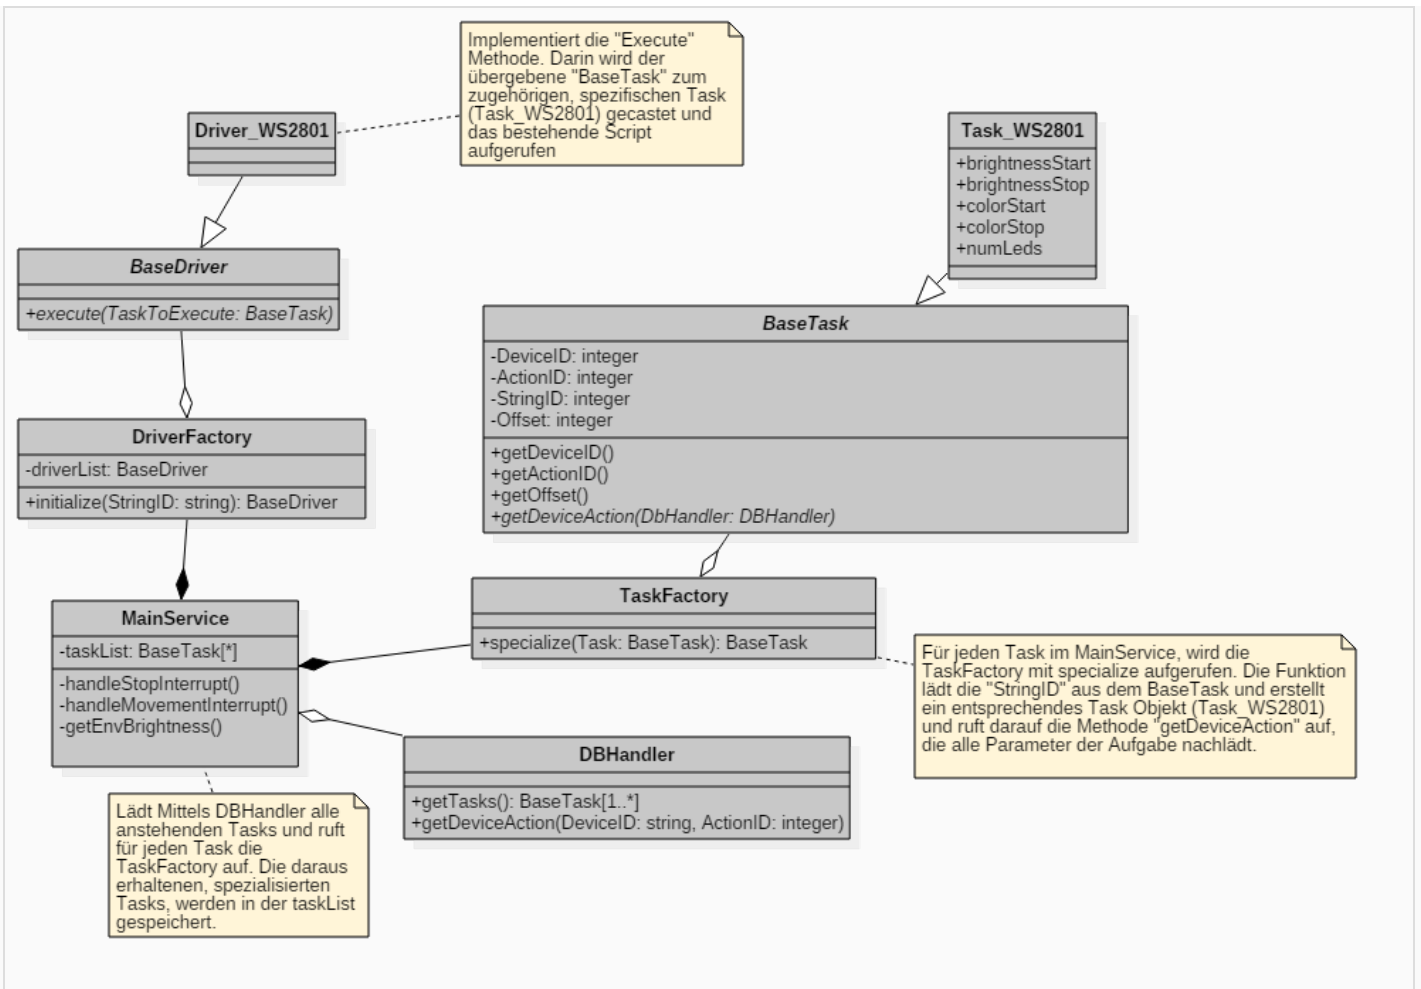 Implementiert die "Execute"
Methode. Darin wird der
übergebene "BaseTask" zum
zugehörigen, spezifischen Task
(Task_WS2801) gecastet und
das bestehende Script
aufgerufen
Driver_WS2801
Task_WS2801
+brightnessStart
+brightnessStop
+colorStart
+colorStop
+numLeds
BaseDriver
+execute(TaskToExecute: BaseTask)
BaseTask
-DeviceID: integer
-ActionID: integer
-StringID: integer
-Offset: integer
+getDeviceID()
+getActionID()
+getOffset()
+getDeviceAction(DbHandler: DBHandler)
DriverFactory
-driverList: BaseDriver
+initialize(StringID: string): BaseDriver
MainService
-taskList: BaseTask[*]
-handleStopInterrupt()
-handleMovementInterrupt()
-getEnvBrightness()
TaskFactory
+specialize(Task: BaseTask): BaseTask
Für jeden Task im MainService, wird die
TaskFactory mit specialize aufgerufen. Die Funktion
lädt die "StringID" aus dem BaseTask und erstellt
ein entsprechendes Task Objekt (Task_WS2801)
und ruft darauf die Methode "getDeviceAction" auf,
die alle Parameter der Aufgabe nachlädt.
DBHandler
+getTasks(): BaseTask[1..*]
+getDeviceAction(DeviceID: string, ActionID: integer)
Lädt Mittels DBHandler alle
anstehenden Tasks und ruft
für jeden Task die
TaskFactory auf. Die daraus
erhaltenen, spezialisierten
Tasks, werden in der taskList
gespeichert.